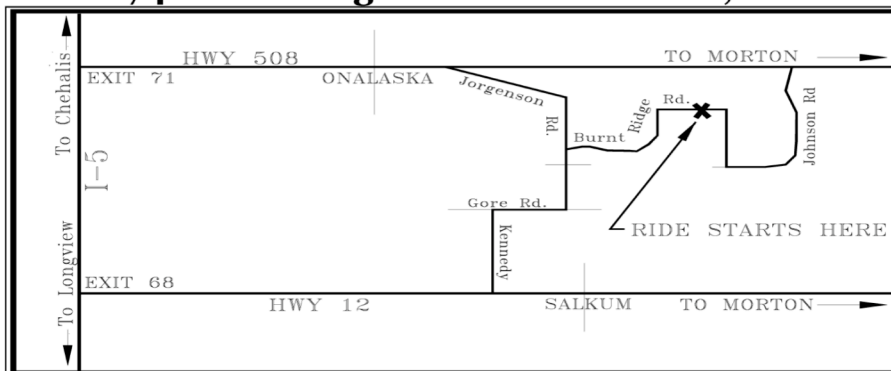 HWY 508
TO MORTON
EXIT 71
ONALASKA
Jorgenson
Rd.
To Chehalis
I-5
To Longview
Burnt
Ridge
Rd.
Johnson Rd
Gore Rd.
Kennedy
RIDE STARTS HERE
EXIT 68
HWY 12
SALKUM
TO MORTON